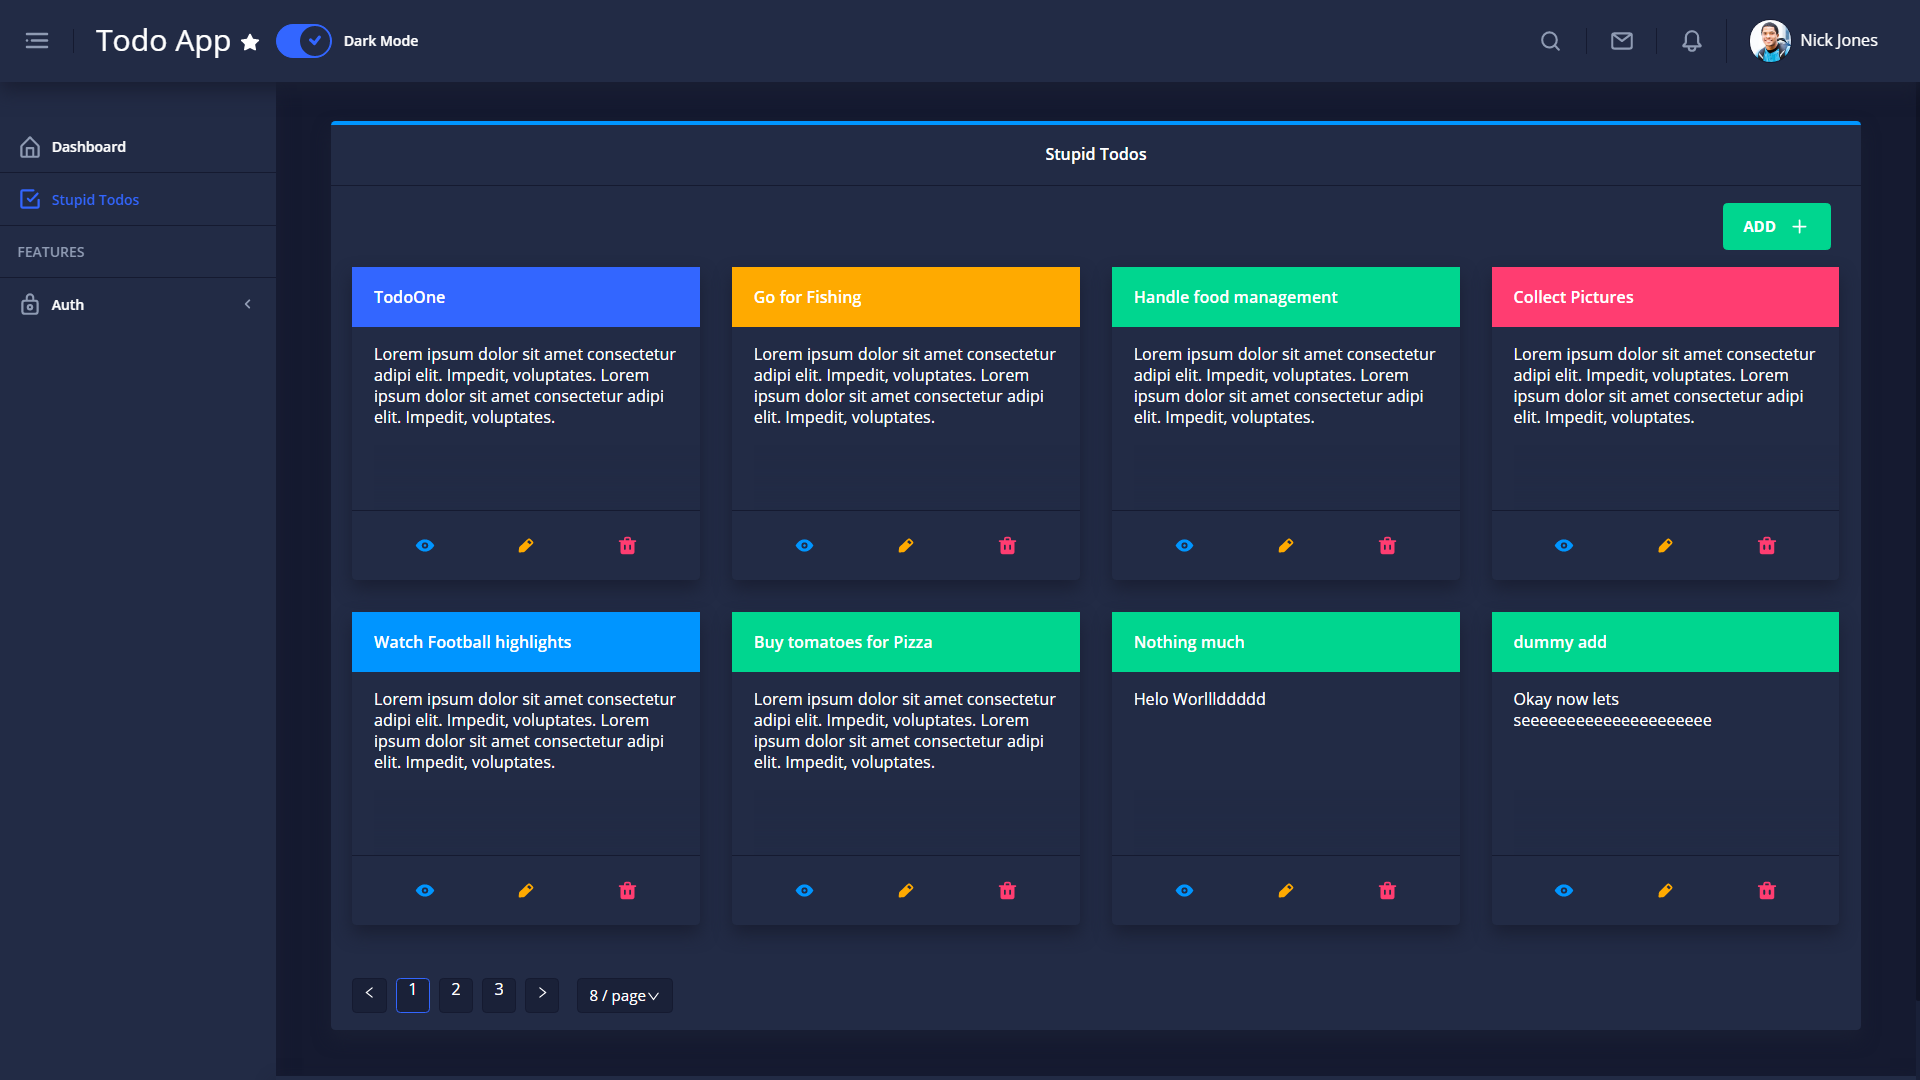 Todo App
Dark Mode
Nick Jones
Dashboard
Stupid Todos
FEATURES
Auth
Stupid Todos
ADD
TodoOne
Lorem ipsum dolor sit amet consectetur
adipi elit. Impedit, voluptates. Lorem
ipsum dolor sit amet consectetur adipi
elit. Impedit, voluptates.
Go for Fishing
Lorem ipsum dolor sit amet consectetur
adipi elit. Impedit, voluptates. Lorem
ipsum dolor sit amet consectetur adipi
elit. Impedit, voluptates.
Handle food management
Lorem ipsum dolor sit amet consectetur
adipi elit. Impedit, voluptates. Lorem
ipsum dolor sit amet consectetur adipi
elit. Impedit, voluptates.
Collect Pictures
Lorem ipsum dolor sit amet consectetur
adipi elit. Impedit, voluptates. Lorem
ipsum dolor sit amet consectetur adipi
elit. Impedit, voluptates.
Watch Football highlights
Lorem ipsum dolor sit amet consectetur
adipi elit. Impedit, voluptates. Lorem
ipsum dolor sit amet consectetur adipi
elit. Impedit, voluptates.
Buy tomatoes for Pizza
Lorem ipsum dolor sit amet consectetur
adipi elit. Impedit, voluptates. Lorem
ipsum dolor sit amet consectetur adipi
elit. Impedit, voluptates.
Nothing much
Helo Worlllddddd
dummy add
Okay now lets
seeeeeeeeeeeeeeeeeeeee
1 2 3 8 / page